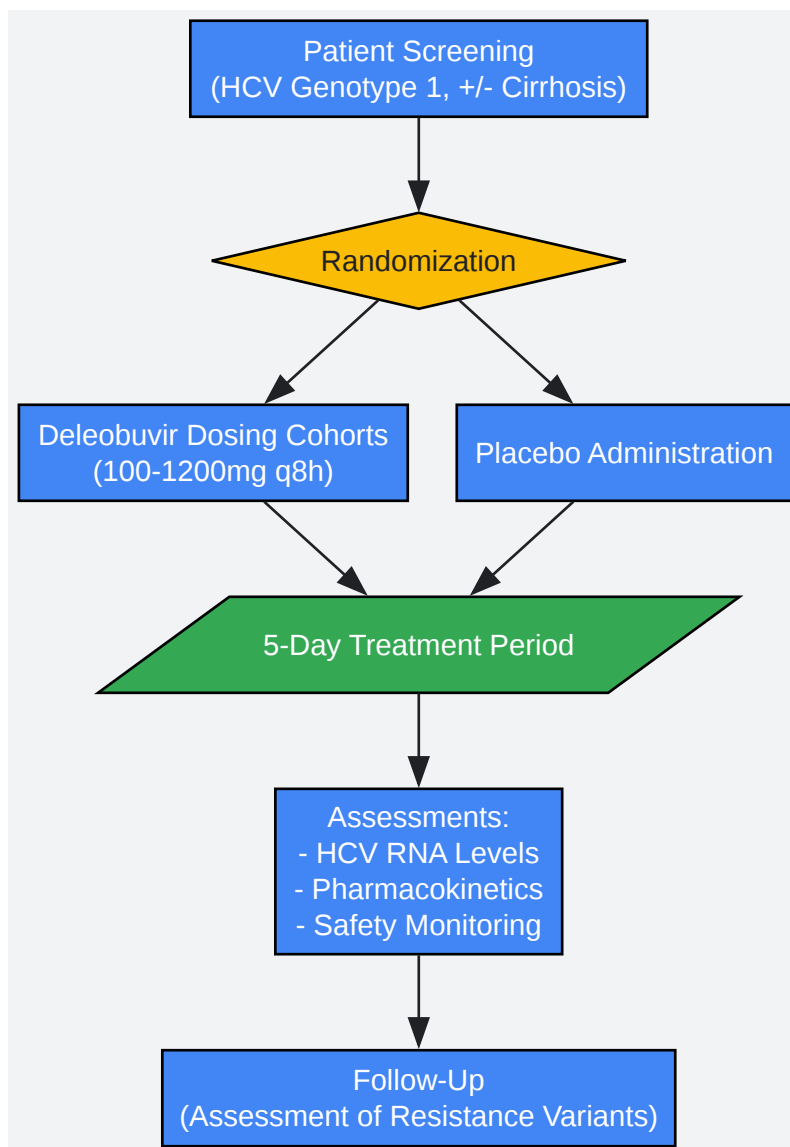 Patient Screening
(HCV Genotype 1, +/- Cirrhosis)
Randomization
Deleobuvir Dosing Cohorts
(100-1200mg q8h)
Placebo Administration
5-Day Treatment Period
Assessments:
- HCV RNA Levels
- Pharmacokinetics
- Safety Monitoring
Follow-Up
(Assessment of Resistance Variants)